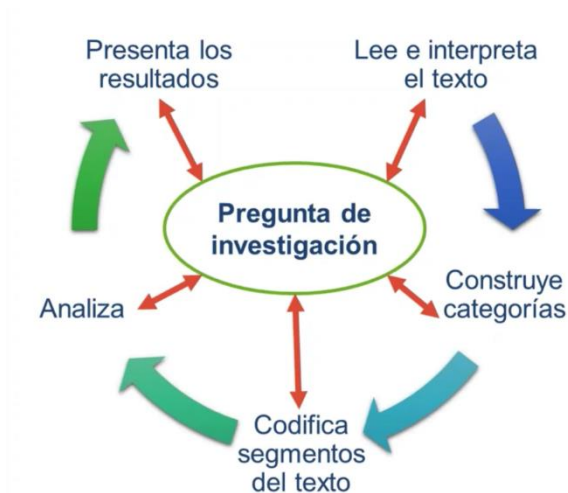 Presenta los
resultados
Lee e interpreta
el texto
Pregunta de
investigación
Construye
categorías
Analiza
Codifica
segmentos
del texto